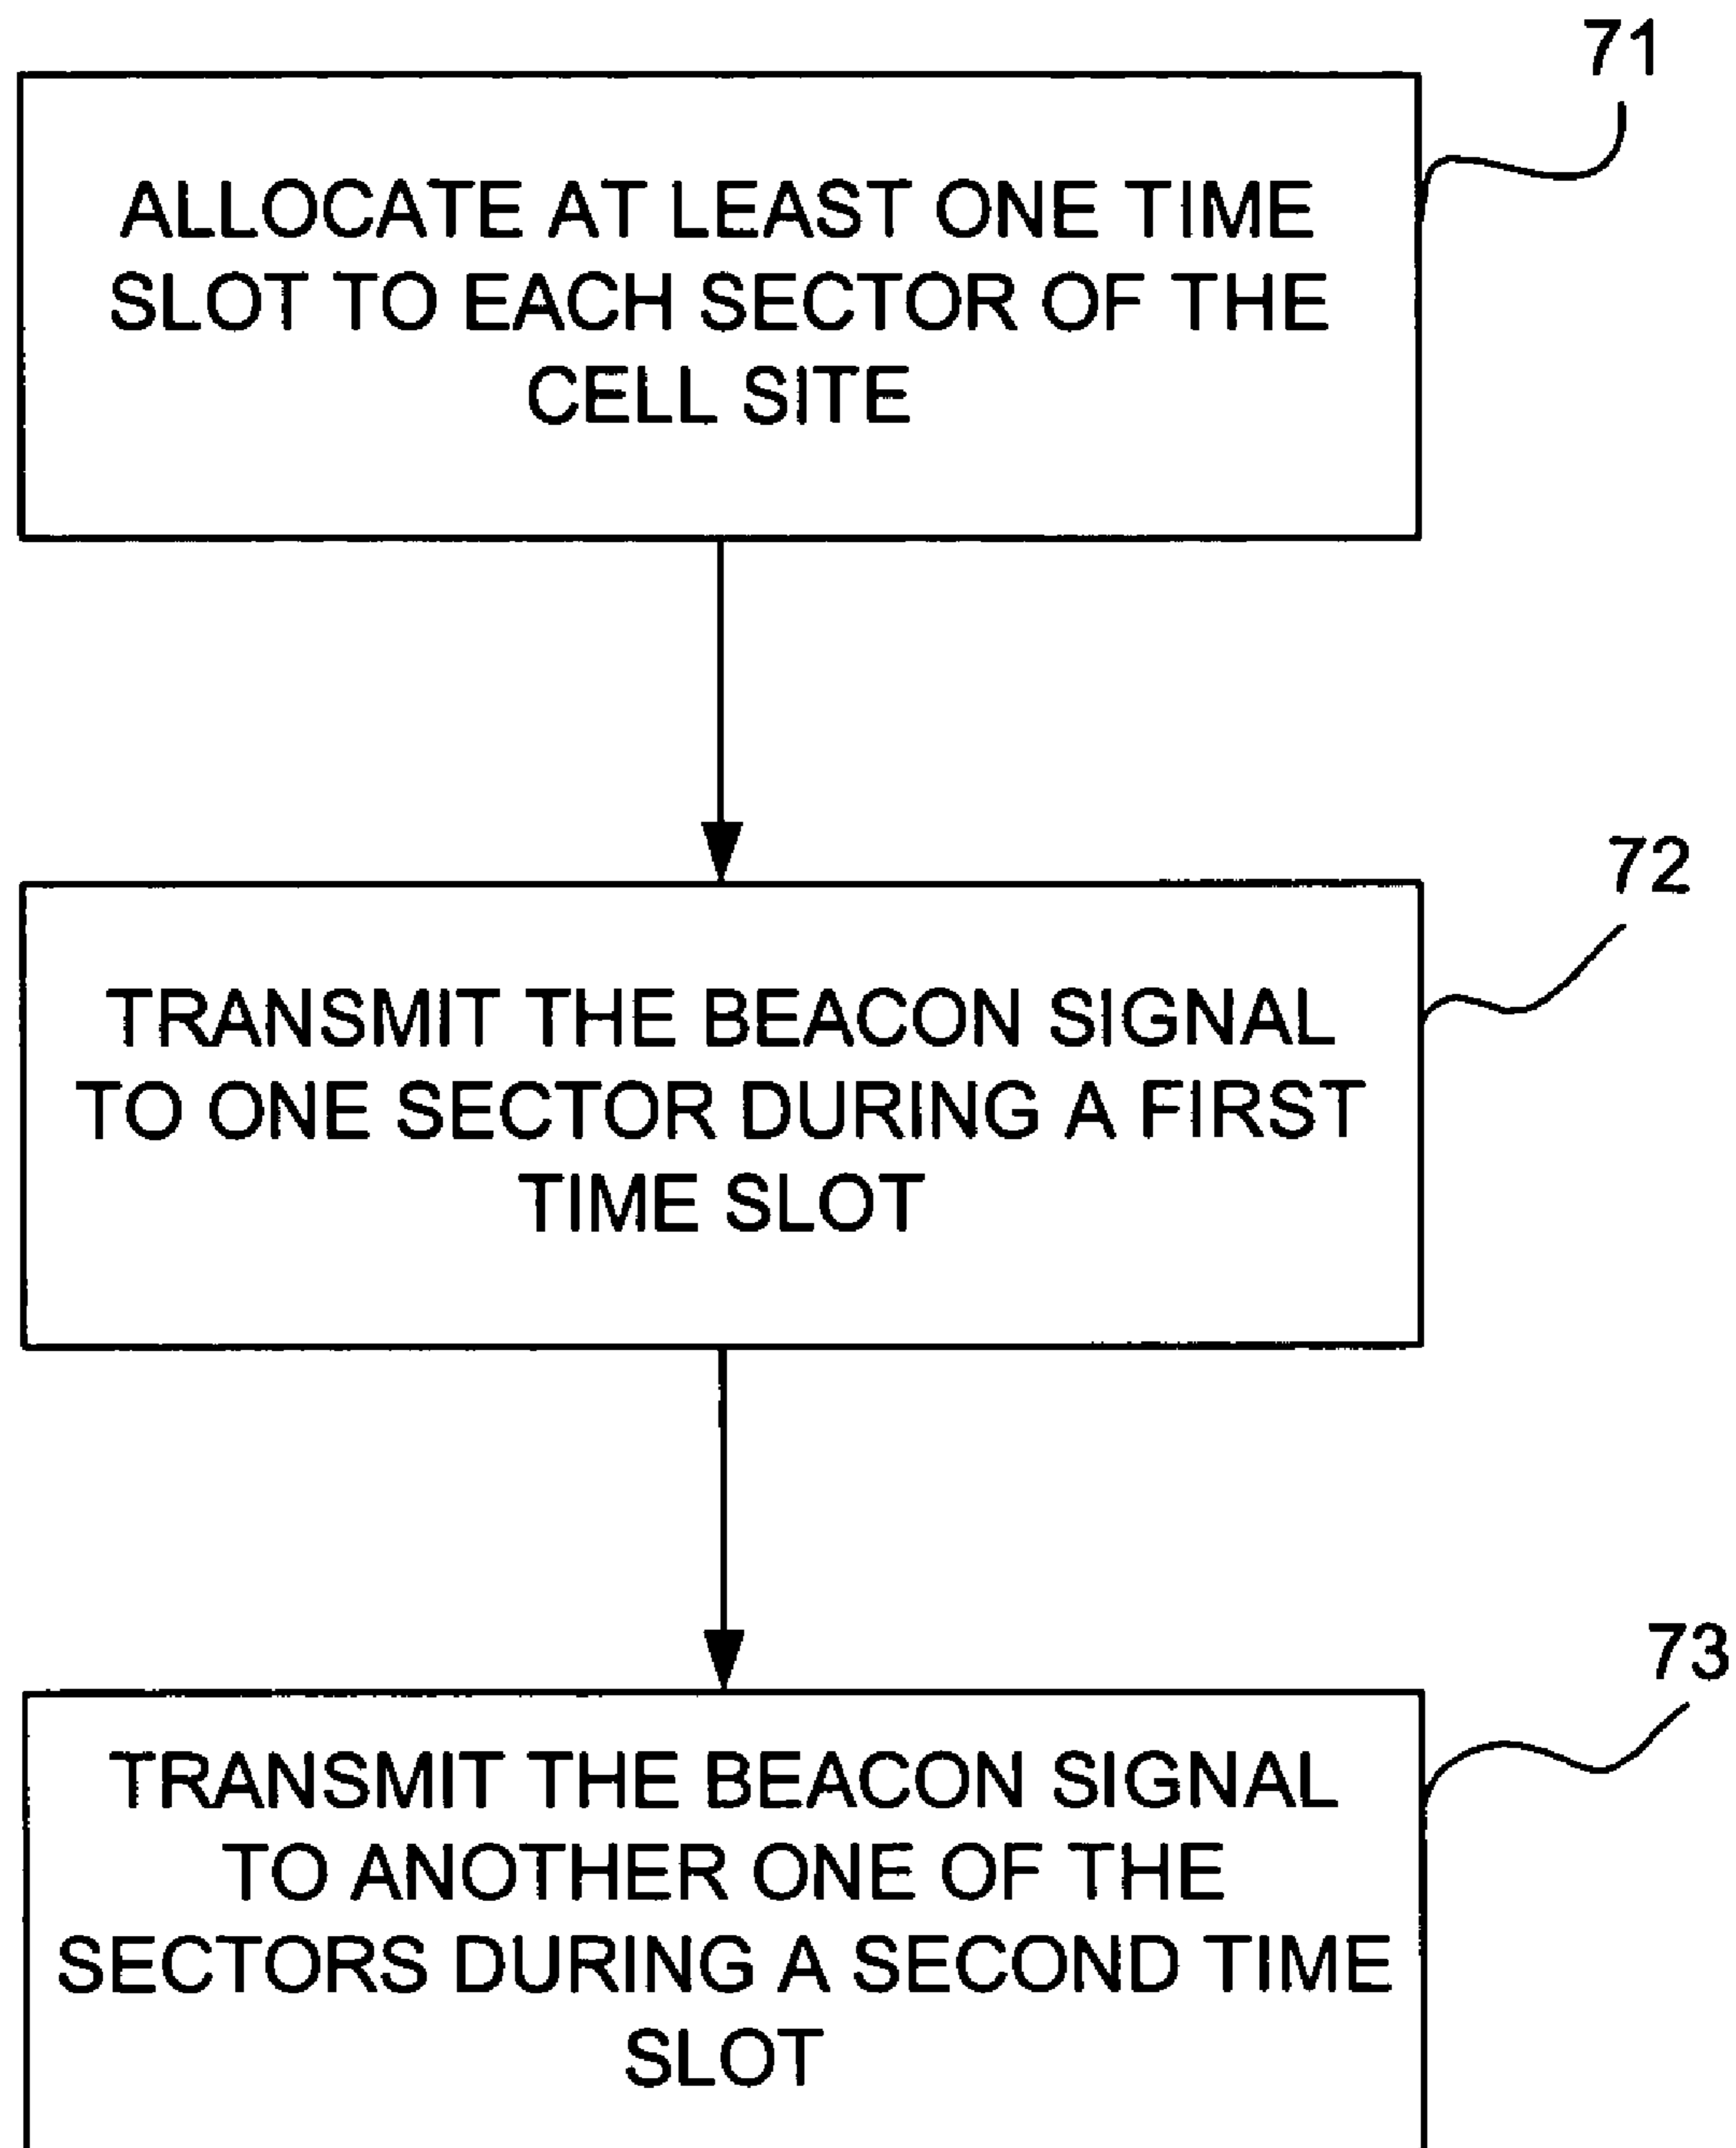 71
ALLOCATE AT LEAST ONE TIME
SLOT TO EACH SECTOR OF THE
CELL SITE
72
TRANSMIT THE BEACON SIGNAL
TO ONE SECTOR DURING A FIRST
TIME SLOT
73
TRANSMIT THE BEACON SIGNAL
TO ANOTHER ONE OF THE
SECTORS DURING A SECOND TIME
SLOT